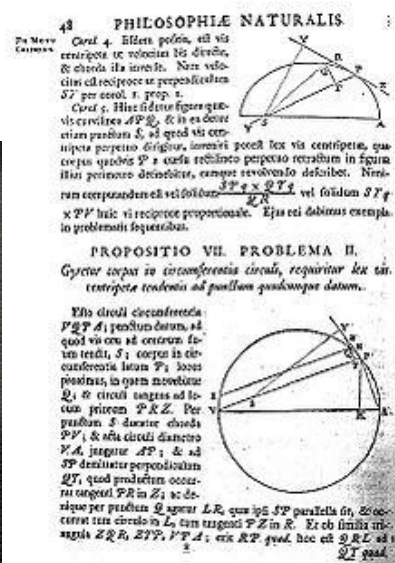 48 PHILOSOPHIÆ NATURALIS
DE MOTU
CORPORUM
Corol. 4. Iisdem positis, est vis
centripeta ut velocitas bis directe,
& chorda illa inverse. Nam velo-
citas est reciproce ut perpendiculum
SY per corol. 1. prop. 1.
Corol. 5. Hinc si detur figura quæ-
vis curvilinea APQ, & in ea detur
etiam punctum S, ad quod vis cen-
tripeta perpetuo dirigitur, inveniri potest lex vis centripetæ, qua
corpus quodvis P a cursu rectilineo perpetuo retractum in figuræ
illius perimetro detinebitur, eamque revolvendo describet. Nimi-
rum computandum est vel solidum SPq × QTq / QR vel solidum STq
× PV huic vi reciproce proportionale. Ejus rei dabimus exempla
in problematis sequentibus.
PROPOSITIO VII. PROBLEMA II.
Gyretur corpus in circumferentia circuli, requiritur lex vis
centripetæ tendentis ad punctum quodcunque datum.
Esto circuli circumferentia
VQPA; punctum datum, ad
quod vis ceu ad centrum su-
um tendit, S; corpus in cir-
cumferentia latum P; locus
proximus, in quem movebitur
Q; & circuli tangens ad lo-
cum priorem PRZ. Per
punctum S ducatur chorda
PV; & acta circuli diametro
VA, jungatur AP; & ad
SP demittatur perpendiculum
QT, quod productum occur-
rat tangenti PR in Z; ac de-
nique per punctum Q agatur LR, quæ ipsi SP parallela sit, & oc-
currat tum circulo in L, tum tangenti PZ in R. Et ob similia tri-
angula ZQR, ZTP, VPA; erit RP quad. hoc est QRL ad
QT quad.